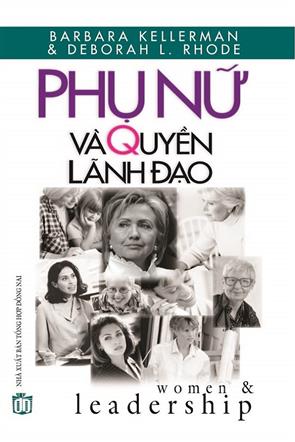 BARBARA KELLERMAN
& DEBORAH L. RHODE
PHỤ NỮ
VÀ QUYỀN
LÃNH ĐẠO
NHÀ XUẤT BẢN TỔNG HỢP ĐỒNG NAI
women &
leadership